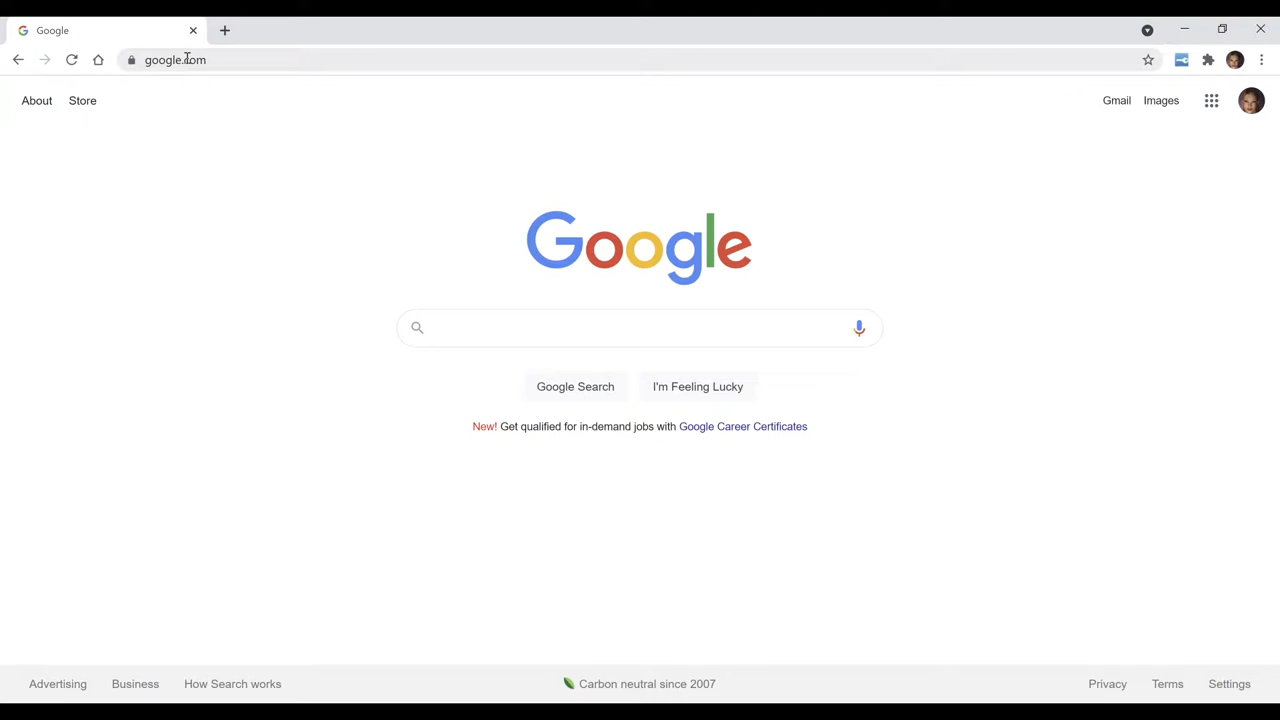 Google
google.com
About Store
Gmail Images
Google
Google Search I'm Feeling Lucky
New! Get qualified for in-demand jobs with Google Career Certificates
Advertising Business How Search works
Carbon neutral since 2007
Privacy Terms Settings